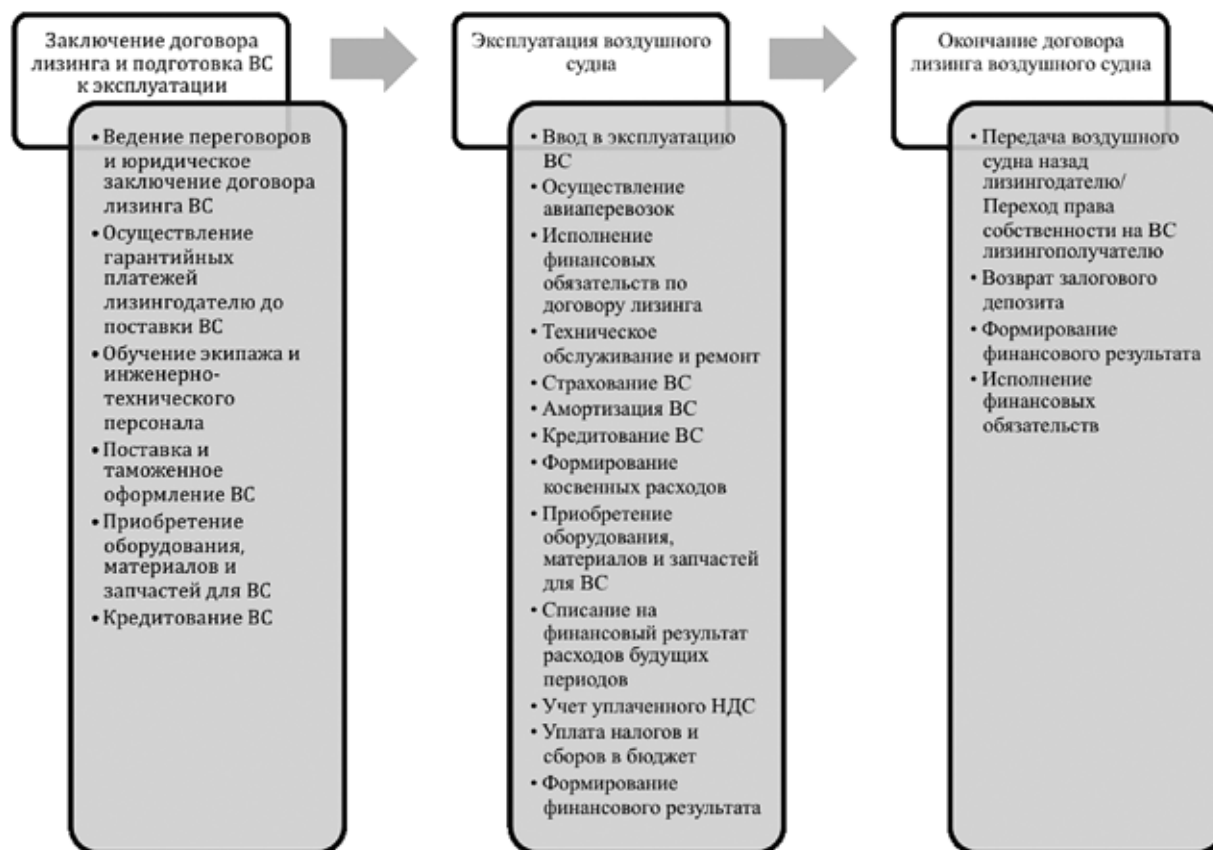 Заключение договора
лизинга и подготовка ВС
к эксплуатации
• Ведение переговоров
и юридическое
заключение договора
лизинга ВС
• Осуществление
гарантийных
платежей
лизингодателю до
поставки ВС
• Обучение экипажа и
инженерно-
технического
персонала
• Поставка и
таможенное
оформление ВС
• Приобретение
оборудования,
материалов и
запчастей для ВС
• Кредитование ВС
Эксплуатация воздушного
судна
• Ввод в эксплуатацию
ВС
• Осуществление
авиаперевозок
• Исполнение
финансовых
обязательств по
договору лизинга
• Техническое
обслуживание и ремонт
• Страхование ВС
• Амортизация ВС
• Кредитование ВС
• Формирование
косвенных расходов
• Приобретение
оборудования,
материалов и запчастей
для ВС
• Списание на
финансовый результат
расходов будущих
периодов
• Учет уплаченного НДС
• Уплата налогов и
сборов в бюджет
• Формирование
финансового результата
Окончание договора
лизинга воздушного судна
• Передача воздушного
судна назад
лизингодателю/
Переход права
собственности на ВС
лизингополучателю
• Возврат залогового
депозита
• Формирование
финансового результата
• Исполнение
финансовых
обязательств